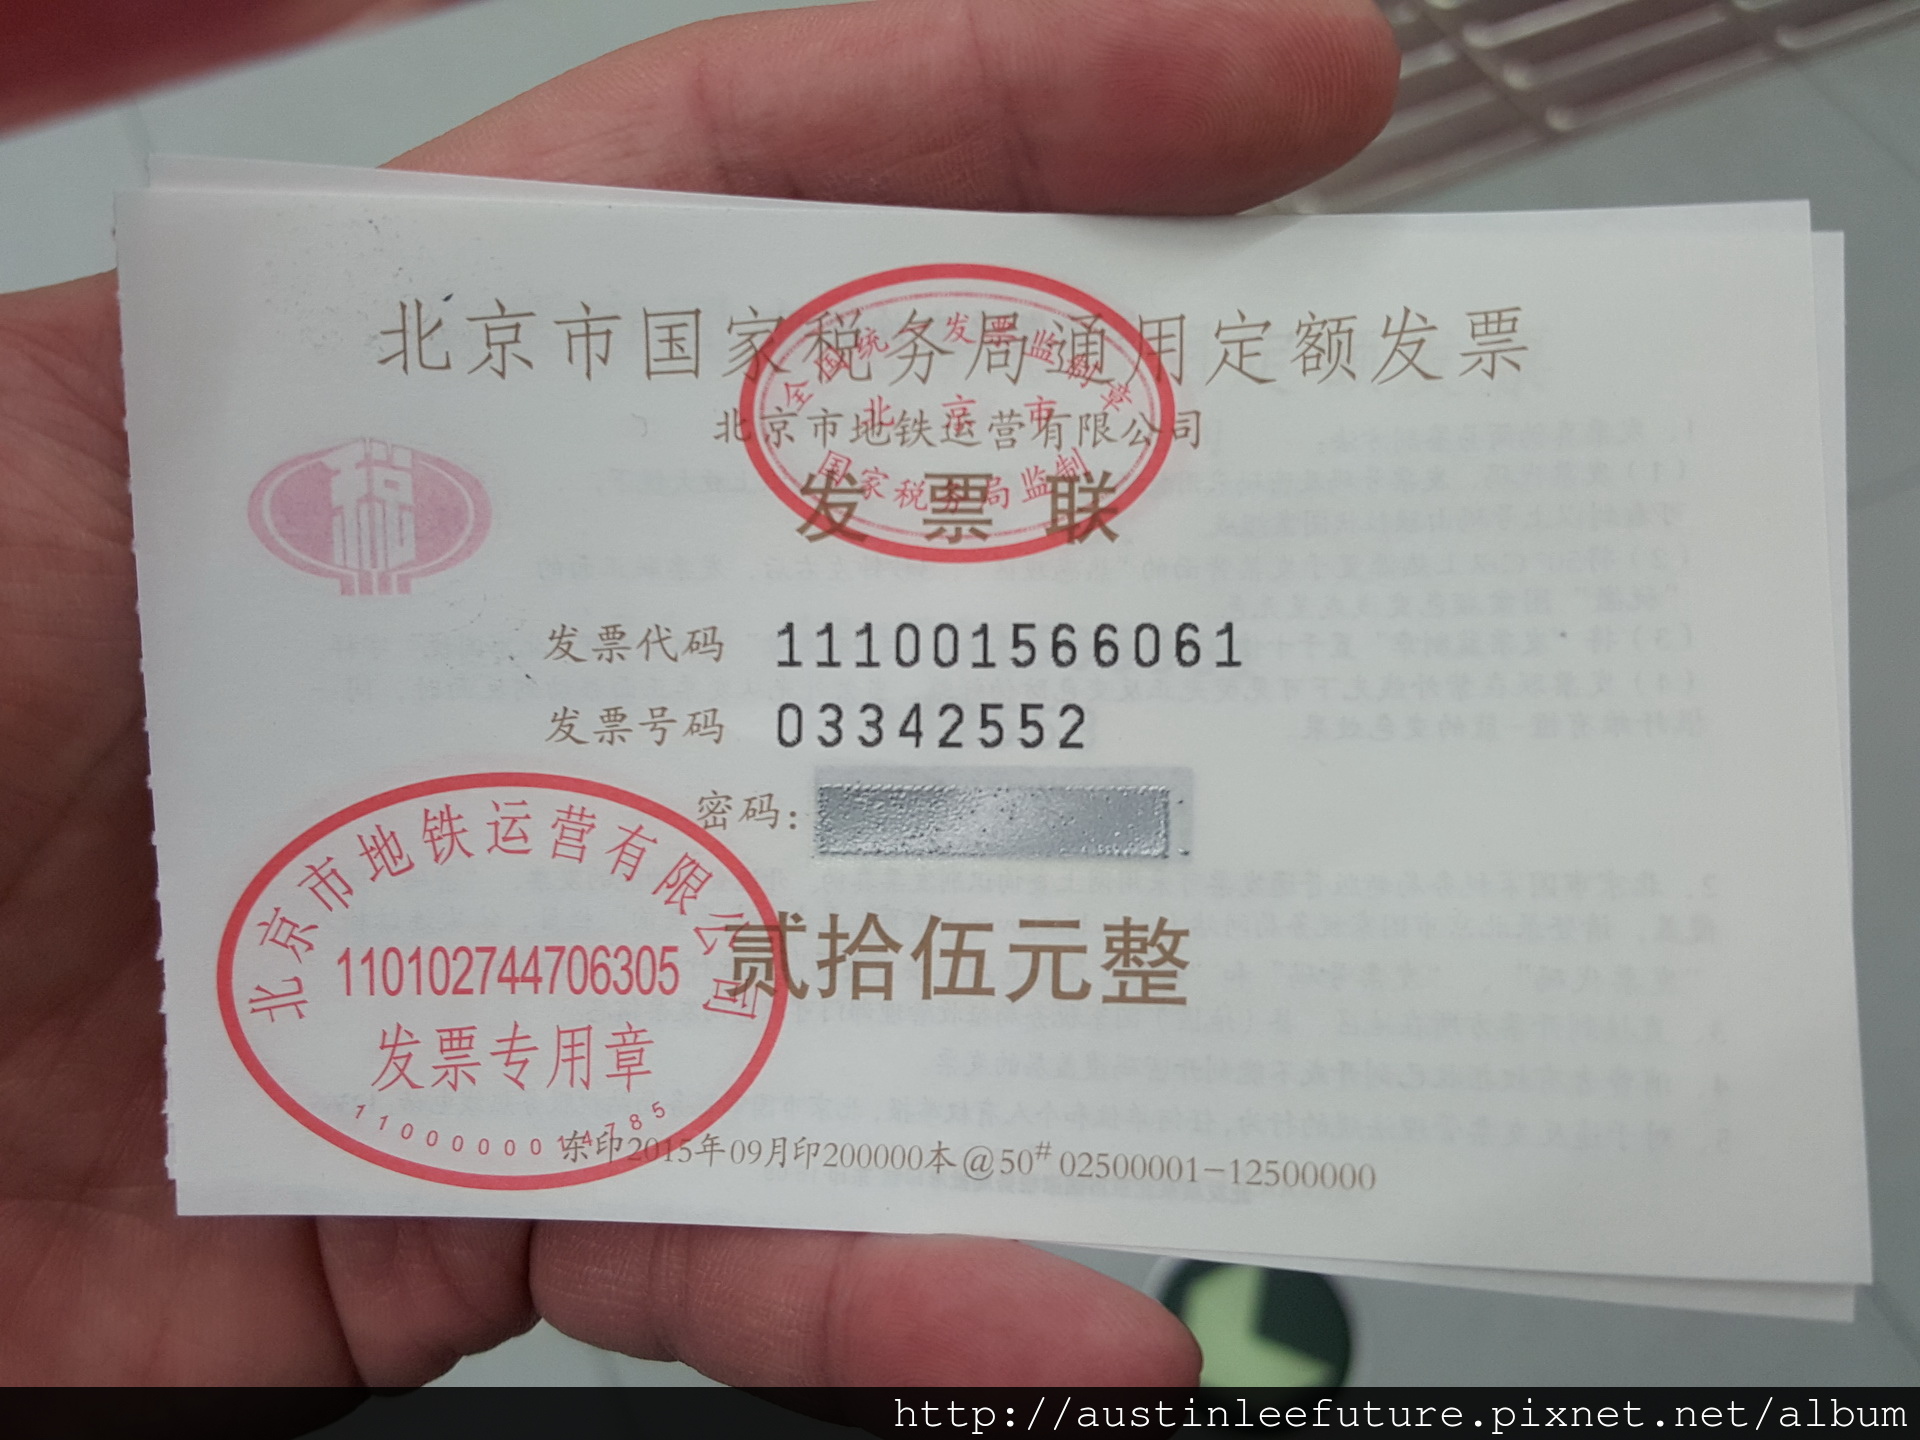 北京市国家税务局通用定额发票
全国统一发票监制章
北京市
国家税务局监制
北京市地铁运营有限公司
发票联
税
发票代码 111001566061
发票号码 03342552
密码:
贰拾伍元整
北京市地铁运营有限公司
110102744706305
发票专用章
1100000014785
东印2015年09月印200000本@50# 02500001-12500000
http://austinleefuture.pixnet.net/album